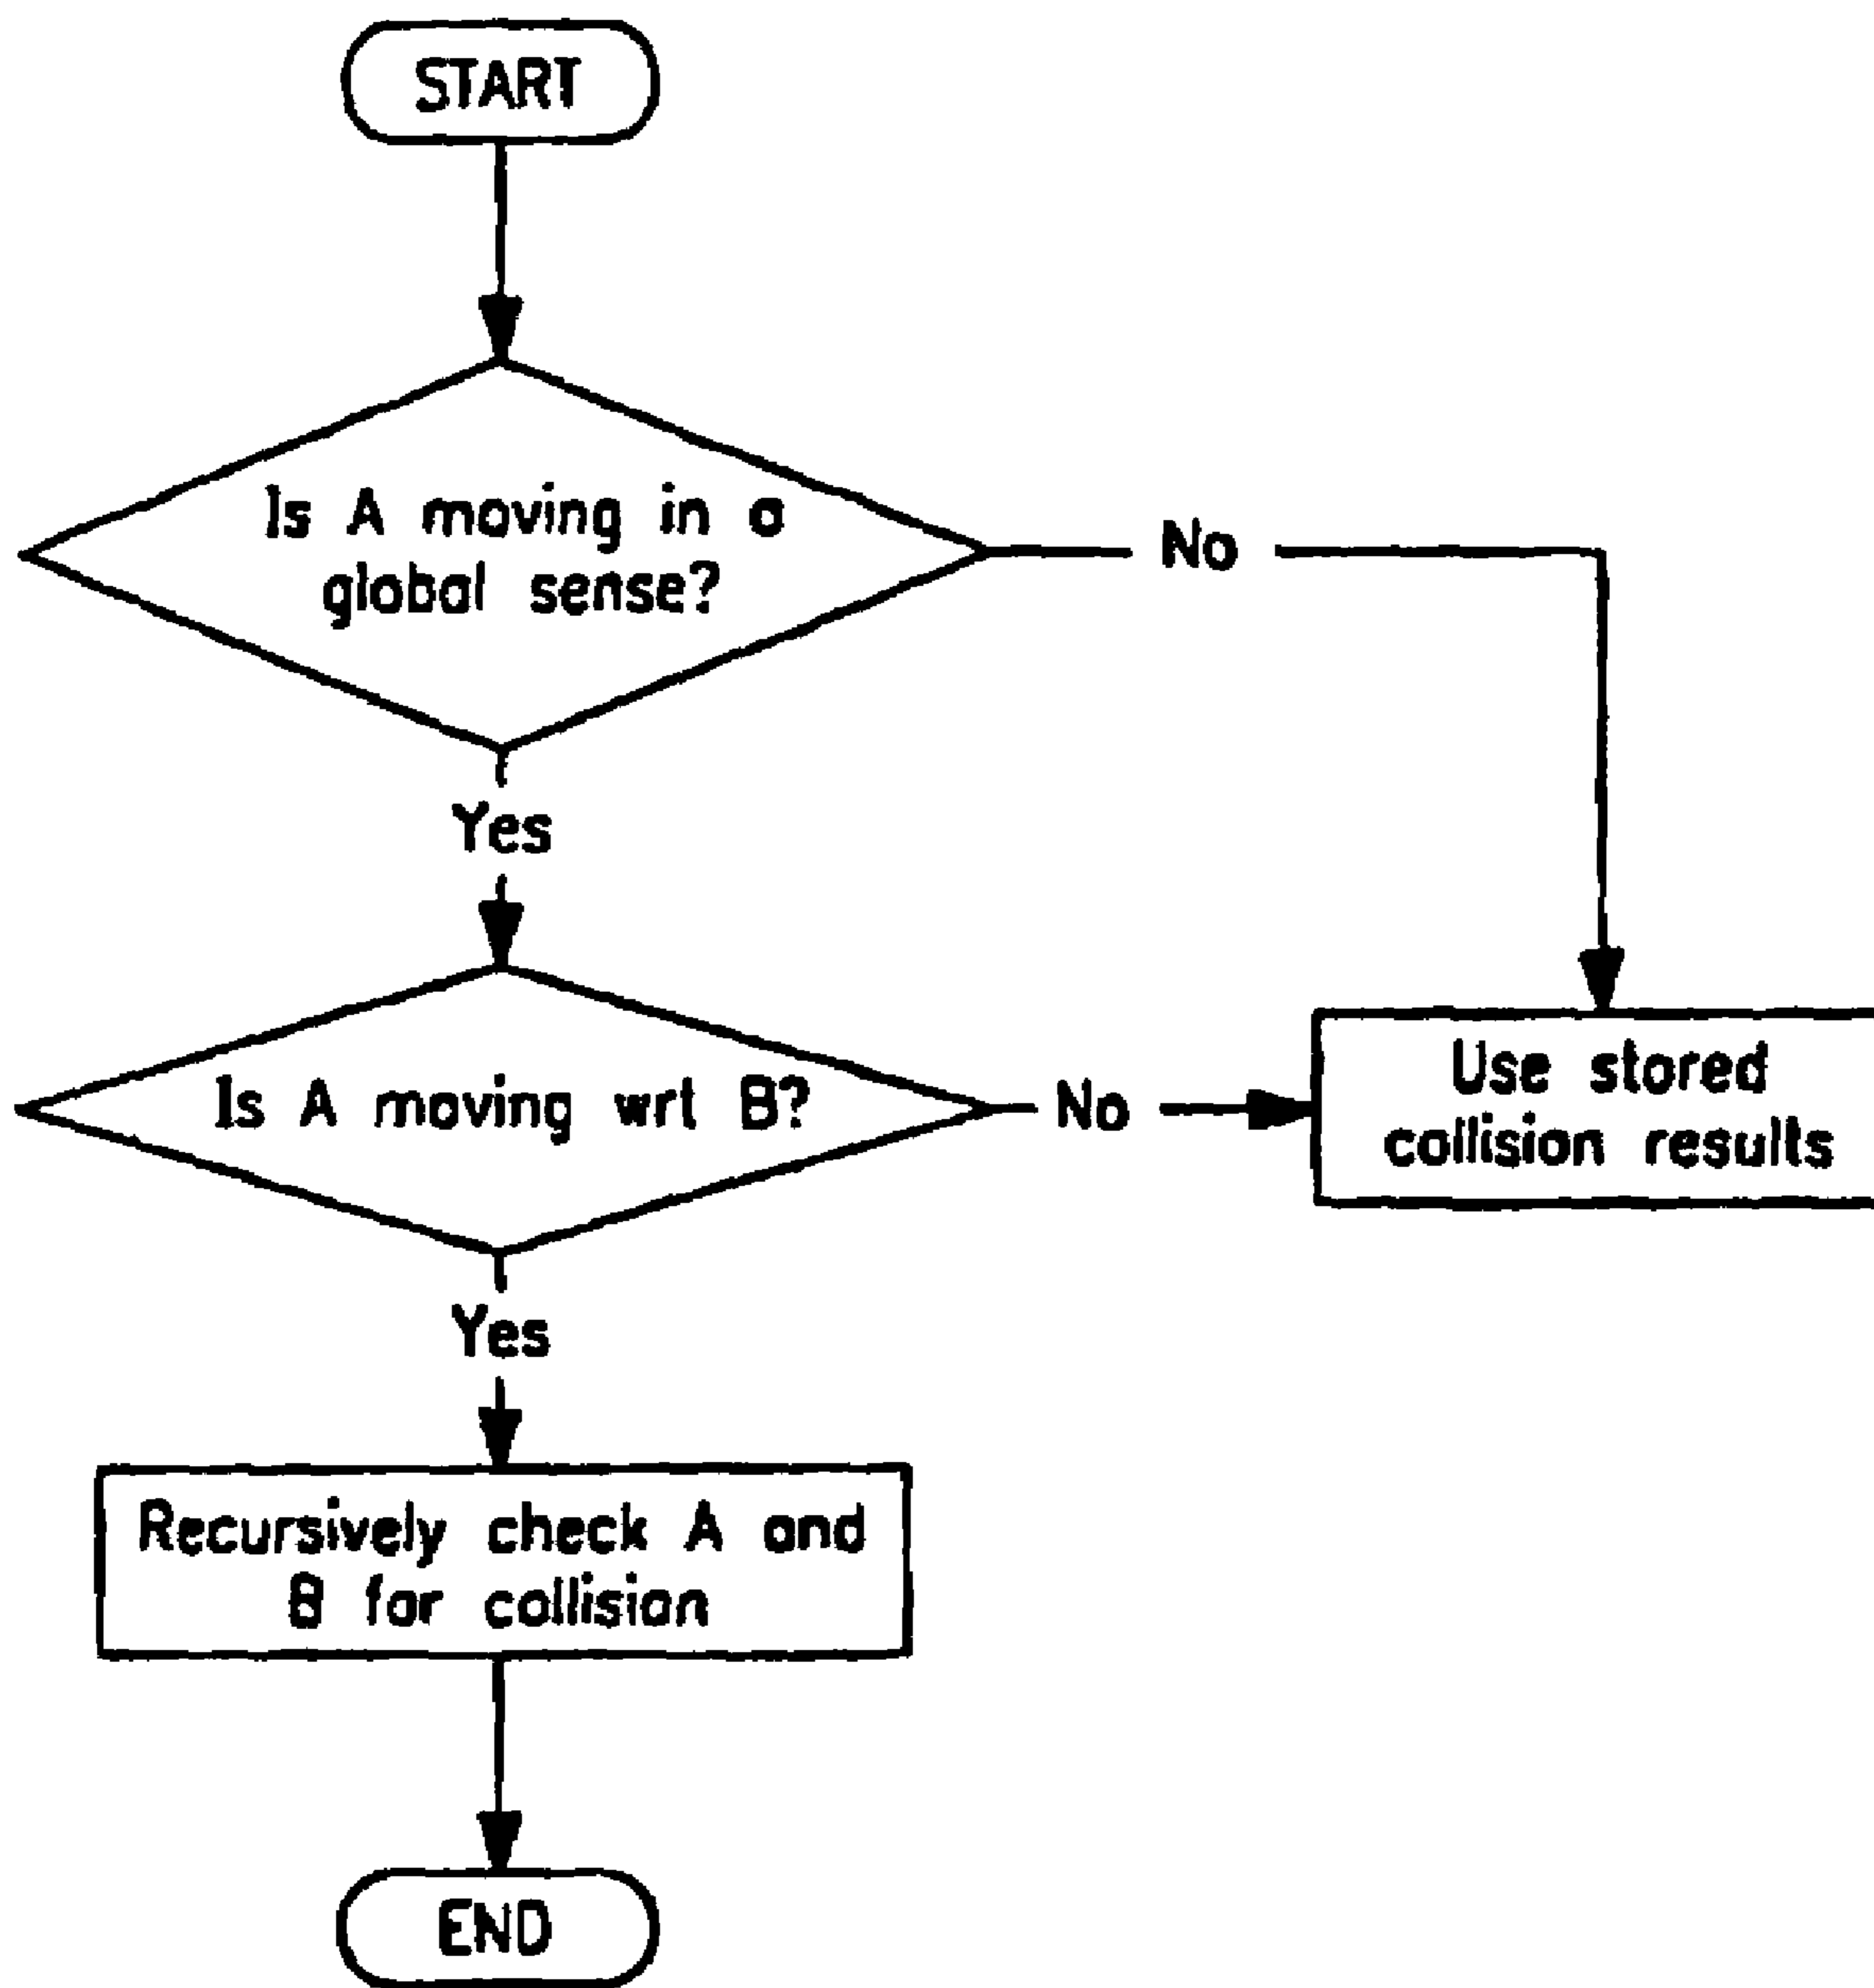 START
Is A moving in a
global sense?
No
Yes
Is A moving wrt B?
No
Use stored
collision results
Yes
Recursively check A and
B for collision
END